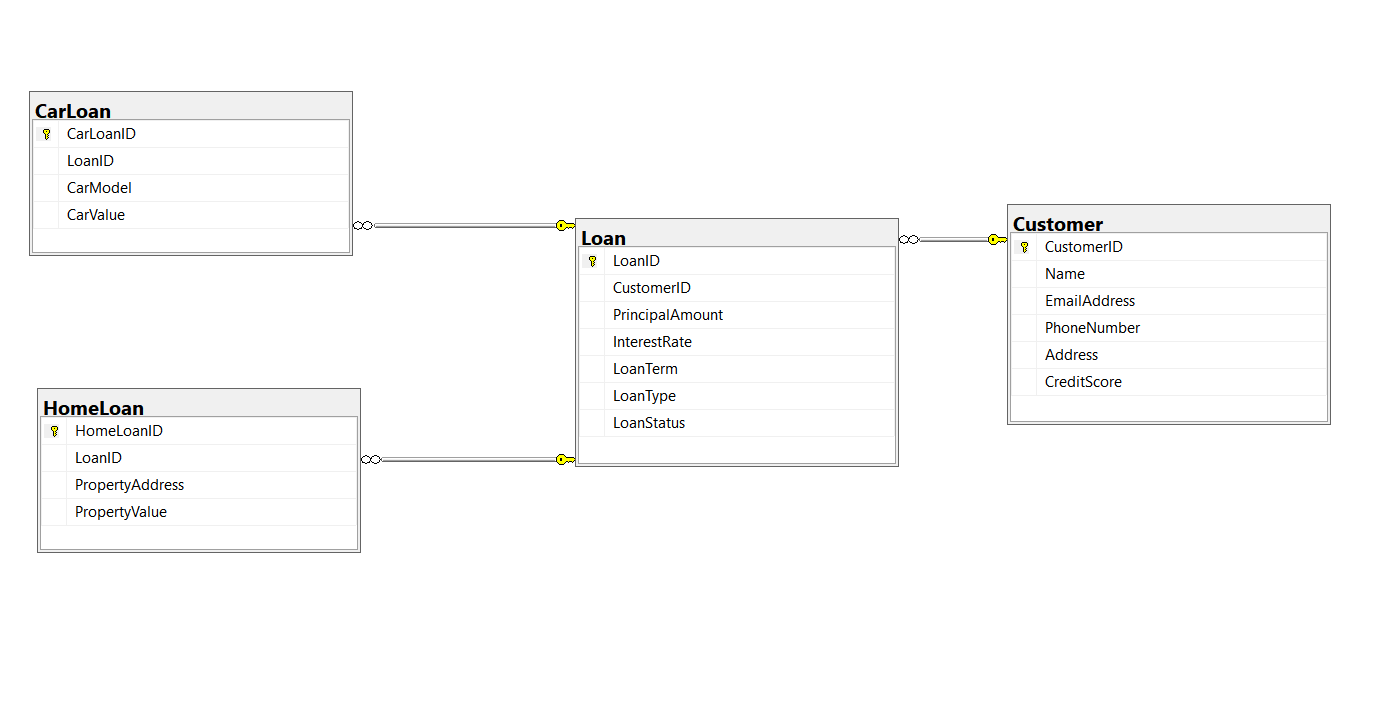 CarLoan
CarLoanID
LoanID
CarModel
CarValue
HomeLoan
HomeLoanID
LoanID
PropertyAddress
PropertyValue
Loan
LoanID
CustomerID
PrincipalAmount
InterestRate
LoanTerm
LoanType
LoanStatus
Customer
CustomerID
Name
EmailAddress
PhoneNumber
Address
CreditScore